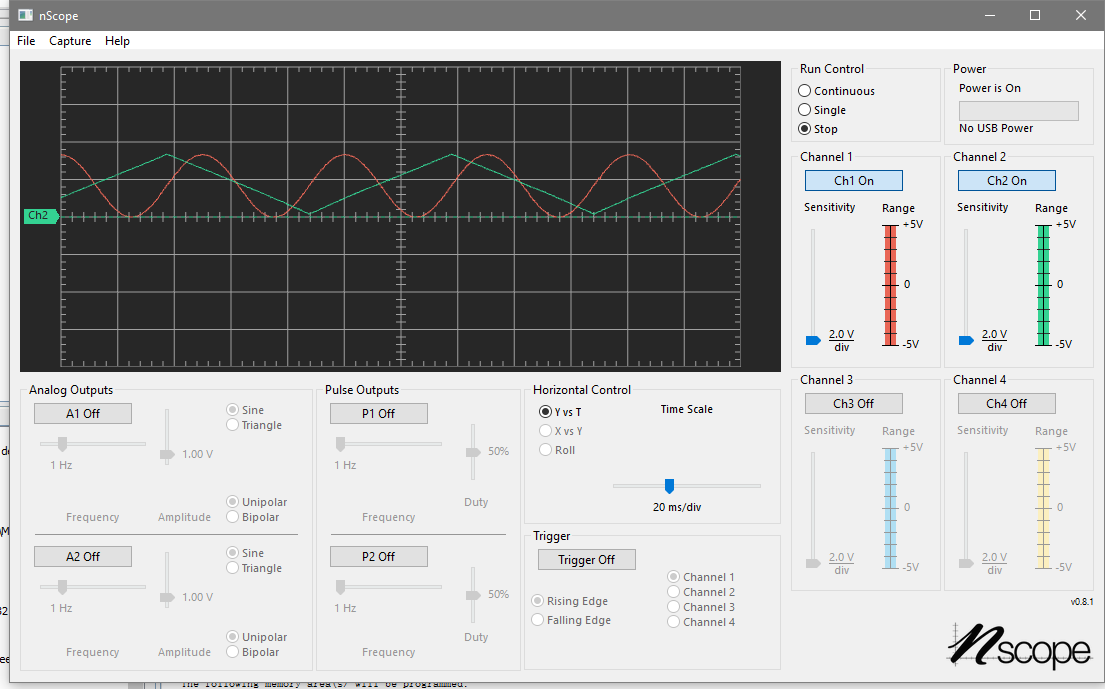 nScope
File Capture Help
Ch2
Run Control
Continuous
Single
Stop
Power
Power is On
No USB Power
Channel 1
Ch1 On
Sensitivity Range
+5V
0
-5V
2.0 V
div
Channel 2
Ch2 On
Sensitivity Range
+5V
0
-5V
2.0 V
div
Channel 3
Ch3 Off
Sensitivity Range
+5V
0
-5V
2.0 V
div
Channel 4
Ch4 Off
Sensitivity Range
+5V
0
-5V
2.0 V
div
Analog Outputs
A1 Off
Sine
Triangle
1.00 V
1 Hz
Unipolar
Bipolar
Frequency Amplitude
A2 Off
Sine
Triangle
1.00 V
1 Hz
Unipolar
Bipolar
Frequency Amplitude
Pulse Outputs
P1 Off
50%
1 Hz
Duty
Frequency
P2 Off
50%
1 Hz
Duty
Frequency
Horizontal Control
Y vs T
X vs Y
Roll
Time Scale
20 ms/div
Trigger
Trigger Off
Rising Edge
Falling Edge
Channel 1
Channel 2
Channel 3
Channel 4
v0.8.1
nscope
The following memory area(s) will be programmed: